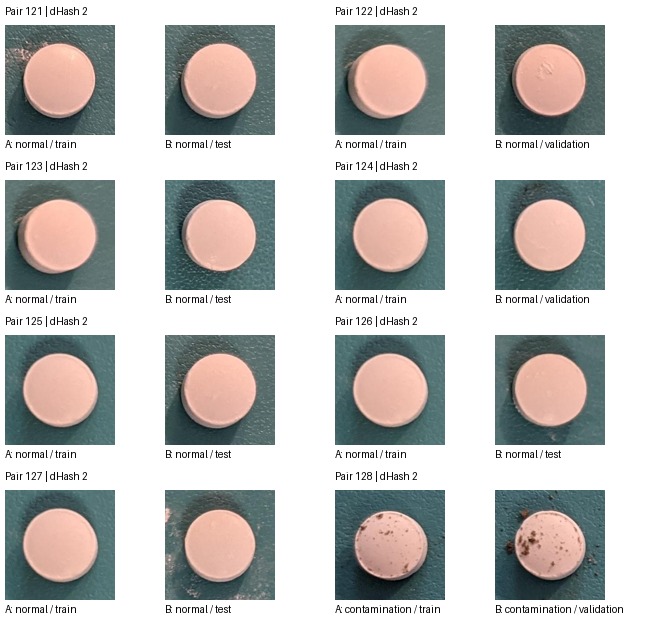 Pair 121 | dHash 2
Pair 122 | dHash 2
A: normal / train
B: normal / test
A: normal / train
B: normal / validation
Pair 123 | dHash 2
Pair 124 | dHash 2
A: normal / train
B: normal / test
A: normal / train
B: normal / validation
Pair 125 | dHash 2
Pair 126 | dHash 2
A: normal / train
B: normal / test
A: normal / train
B: normal / test
Pair 127 | dHash 2
Pair 128 | dHash 2
A: normal / train
B: normal / test
A: contamination / train
B: contamination / validation